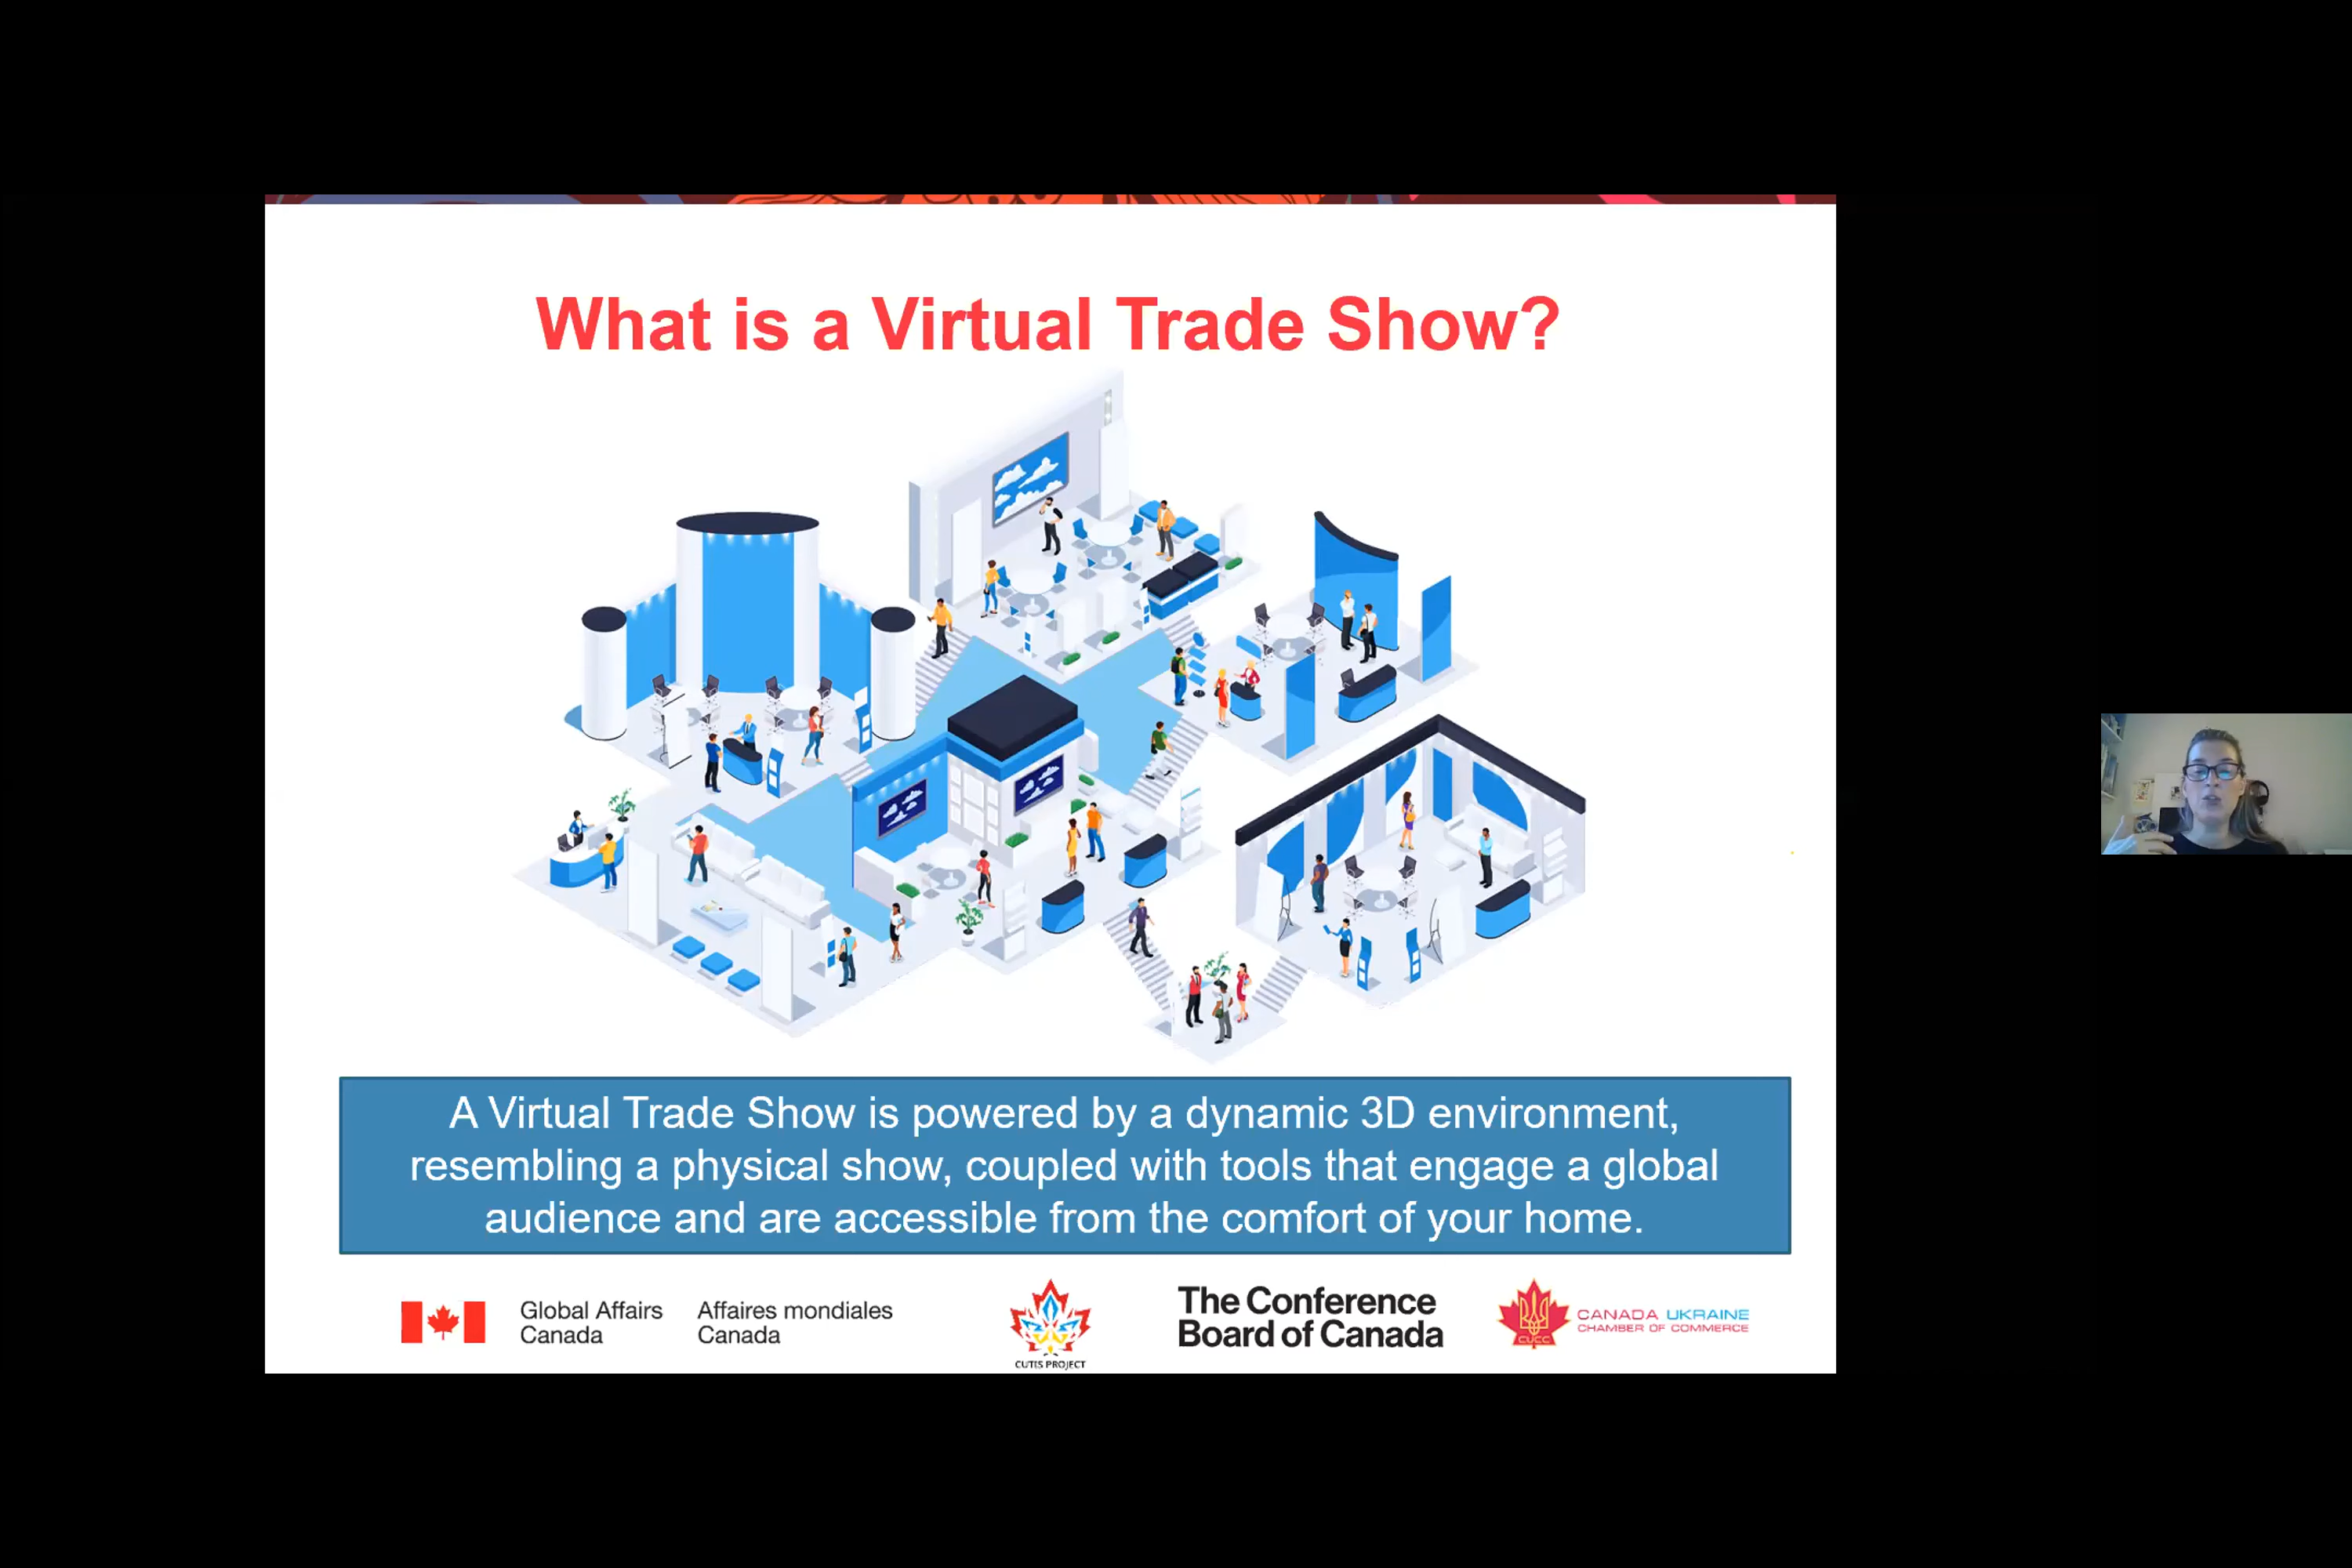 What is a Virtual Trade Show?
A Virtual Trade Show is powered by a dynamic 3D environment,
resembling a physical show, coupled with tools that engage a global
audience and are accessible from the comfort of your home.
Global Affairs
Canada
Affaires mondiales
Canada
CUTIS PROJECT
The Conference
Board of Canada
CUCC
CANADA UKRAINE
CHAMBER OF COMMERCE